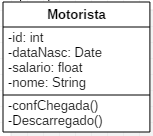 Motorista
-id: int
-dataNasc: Date
-salario: float
-nome: String
-confChegada()
-Descarregado()